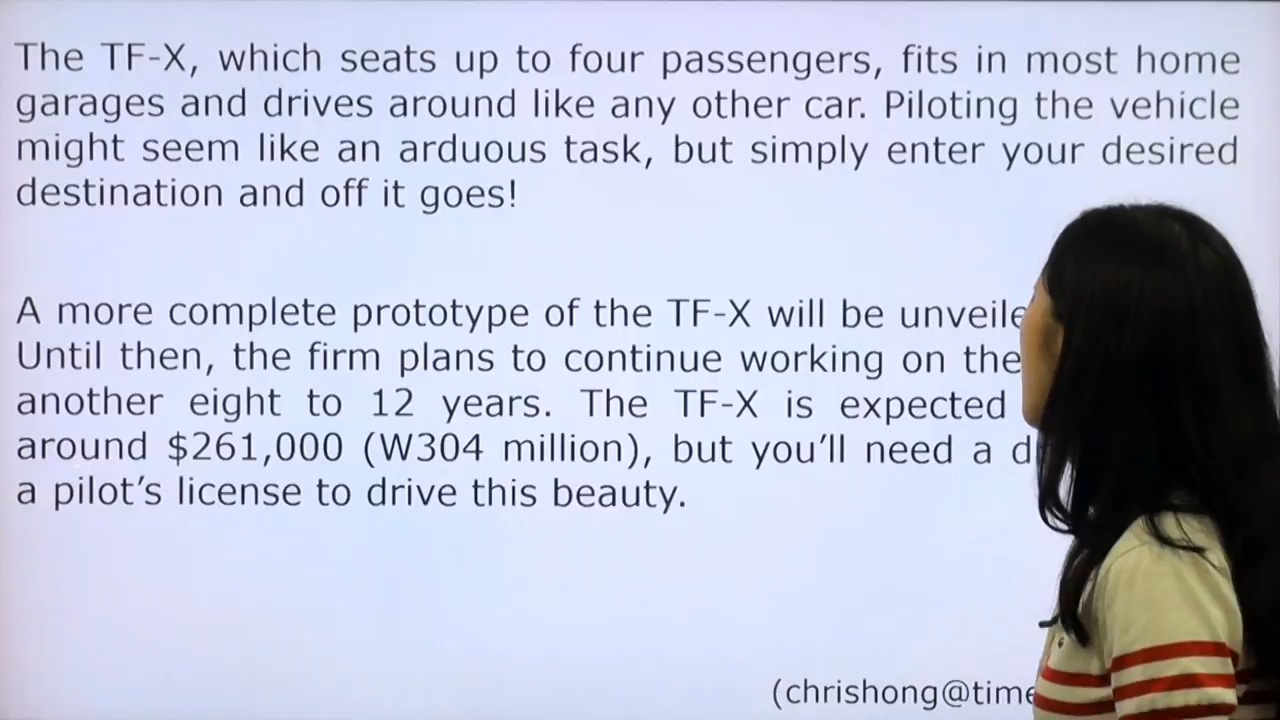 The TF-X, which seats up to four passengers, fits in most home
garages and drives around like any other car. Piloting the vehicle
might seem like an arduous task, but simply enter your desired
destination and off it goes!
A more complete prototype of the TF-X will be
Until then, the firm plans to continue working on the
another eight to 12 years. The TF-X is expected
around $261,000 (W304 million), but you'll need a
a pilot's license to drive this beauty.